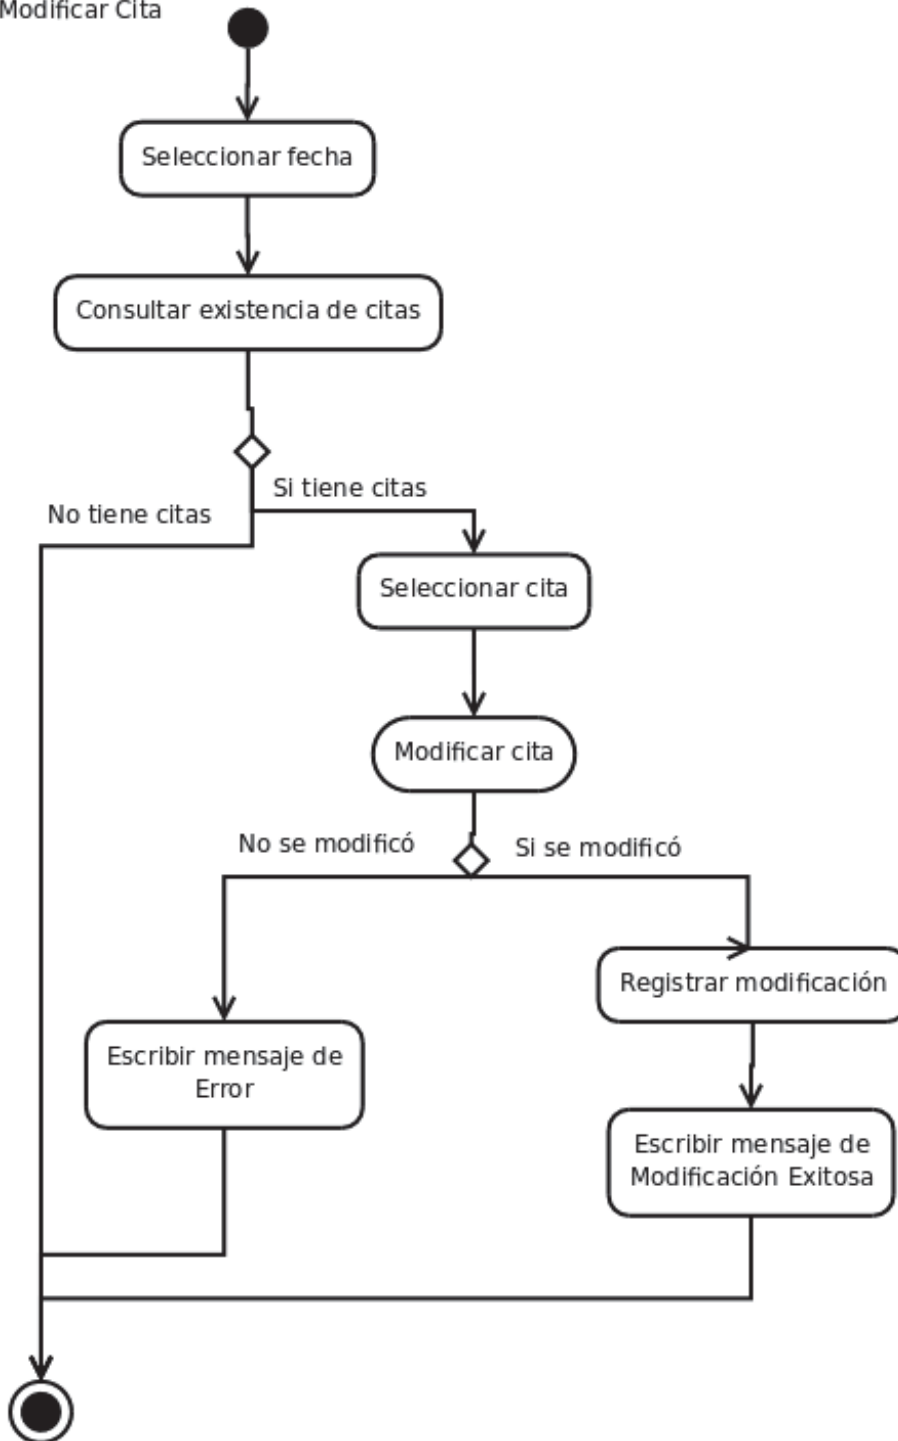 Modificar Cita
Seleccionar fecha
Consultar existencia de citas
Si tiene citas
No tiene citas
Seleccionar cita
Modificar cita
No se modificó
Si se modificó
Registrar modificación
Escribir mensaje de
Error
Escribir mensaje de
Modificación Exitosa